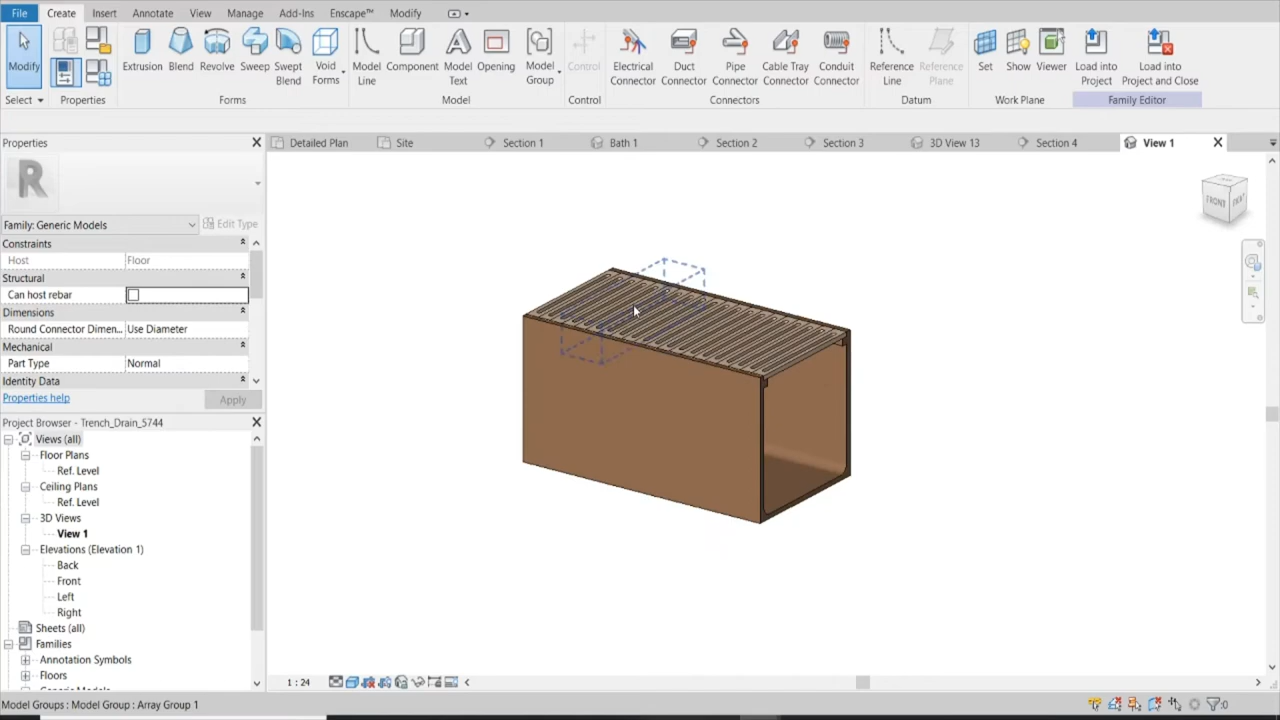 File Create Insert Annotate View Manage Add-Ins Enscape™ Modify
Modify Extrusion Blend Revolve Sweep Swept Blend Void Forms Model Line Component Model Text Opening Model Group Control Electrical Connector Duct Connector Pipe Connector Cable Tray Connector Conduit Connector Reference Line Reference Plane Set Show Viewer Load into Project Load into Project and Close
Select Properties Forms Model Control Connectors Datum Work Plane Family Editor
Properties
Detailed Plan Site Section 1 Bath 1 Section 2 Section 3 3D View 13 Section 4 View 1
R
FRONT
Family: Generic Models Edit Type
Constraints
Host Floor
Structural
Can host rebar
Dimensions
Round Connector Dimen... Use Diameter
Mechanical
Part Type Normal
Identity Data
Properties help Apply
Project Browser - Trench_Drain_5744
Views (all)
Floor Plans
Ref. Level
Ceiling Plans
Ref. Level
3D Views
View 1
Elevations (Elevation 1)
Back
Front
Left
Right
Sheets (all)
Families
Annotation Symbols
Floors
1 : 24
Model Groups : Model Group : Array Group 1
:0